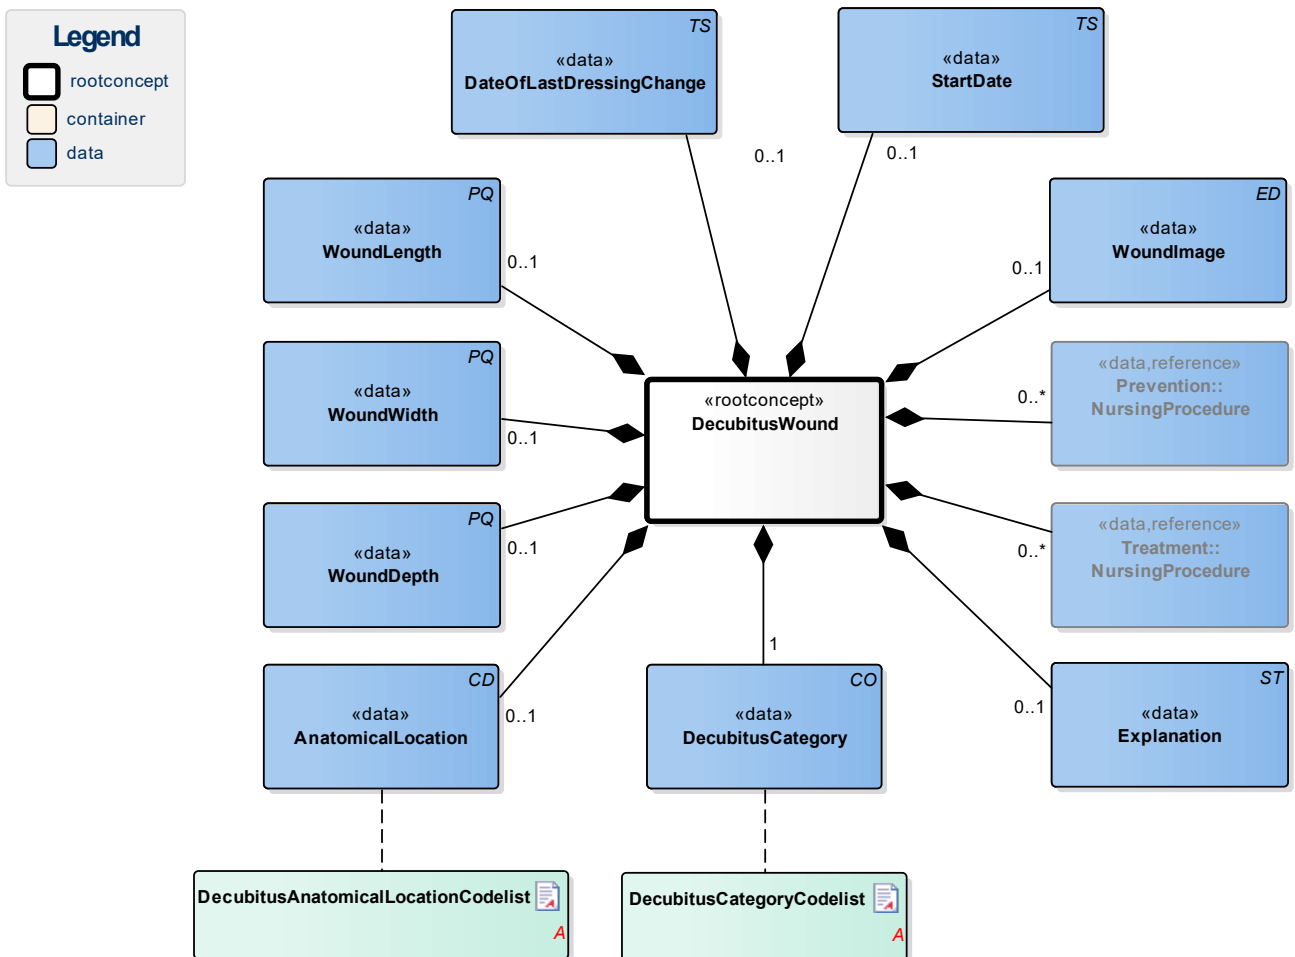 Legend
rootconcept
container
data
TS
«data»
DateOfLastDressingChange
TS
«data»
StartDate
0..1
0..1
PQ
«data»
WoundLength
0..1
ED
«data»
WoundImage
0..1
PQ
«data»
WoundWidth
0..1
«rootconcept»
DecubitusWound
«data,reference»
Prevention::
NursingProcedure
0..*
PQ
«data»
WoundDepth
0..1
«data,reference»
Treatment::
NursingProcedure
0..*
CD
«data»
AnatomicalLocation
0..1
1
CO
«data»
DecubitusCategory
0..1
ST
«data»
Explanation
DecubitusAnatomicalLocationCodelist
A
DecubitusCategoryCodelist
A